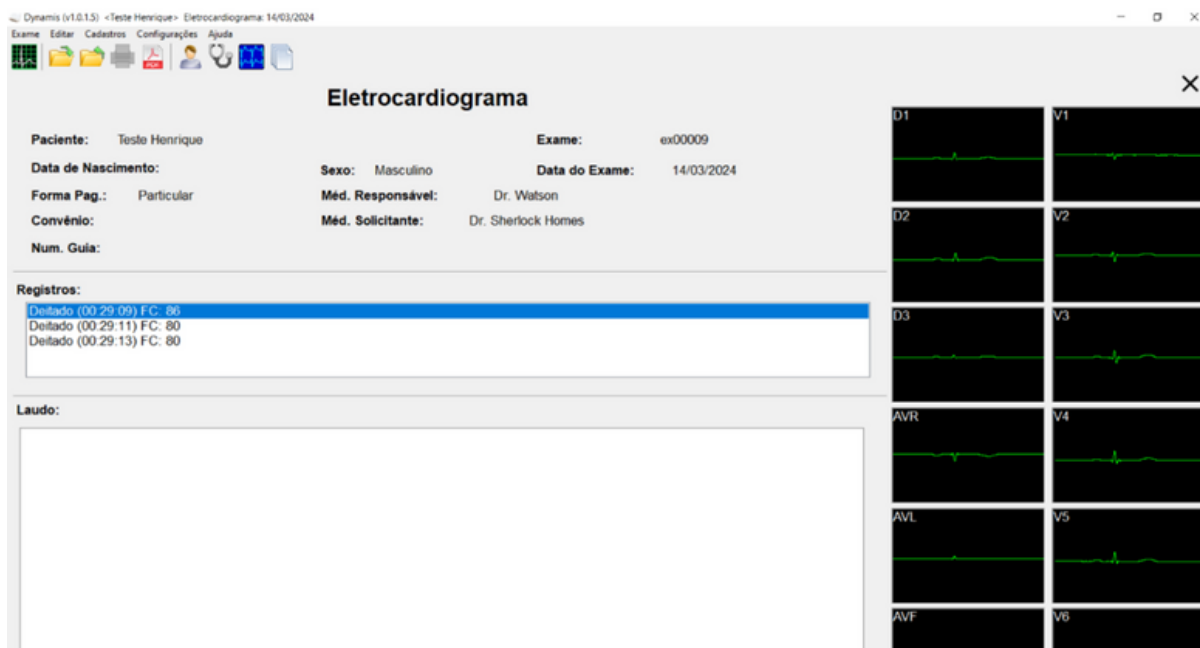 Dynamis (v1.0.1.5) <Teste Henrique> Eletrocardiograma: 14/03/2024
Exame Editar Cadastros Configurações Ajuda
PDF
Eletrocardiograma
Paciente: Teste Henrique Exame: ex00009
Data de Nascimento: Sexo: Masculino Data do Exame: 14/03/2024
Forma Pag.: Particular Méd. Responsável: Dr. Watson
Convênio: Méd. Solicitante: Dr. Sherlock Homes
Num. Guia:
Registros:
Deitado (00:29:09) FC: 86
Deitado (00:29:11) FC: 80
Deitado (00:29:13) FC: 80
Laudo:
D1 V1
D2 V2
D3 V3
AVR V4
AVL V5
AVF V6